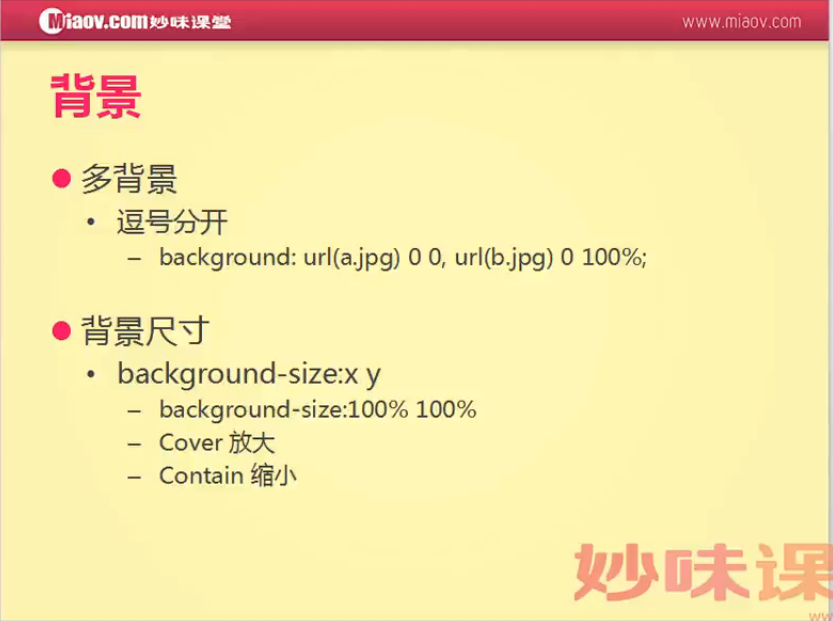 Miaov.com妙味课堂
www.miaov.com
背景
● 多背景
• 逗号分开
– background: url(a.jpg) 0 0, url(b.jpg) 0 100%;
● 背景尺寸
• background-size:x y
– background-size:100% 100%
– Cover 放大
– Contain 缩小
妙味课
ww